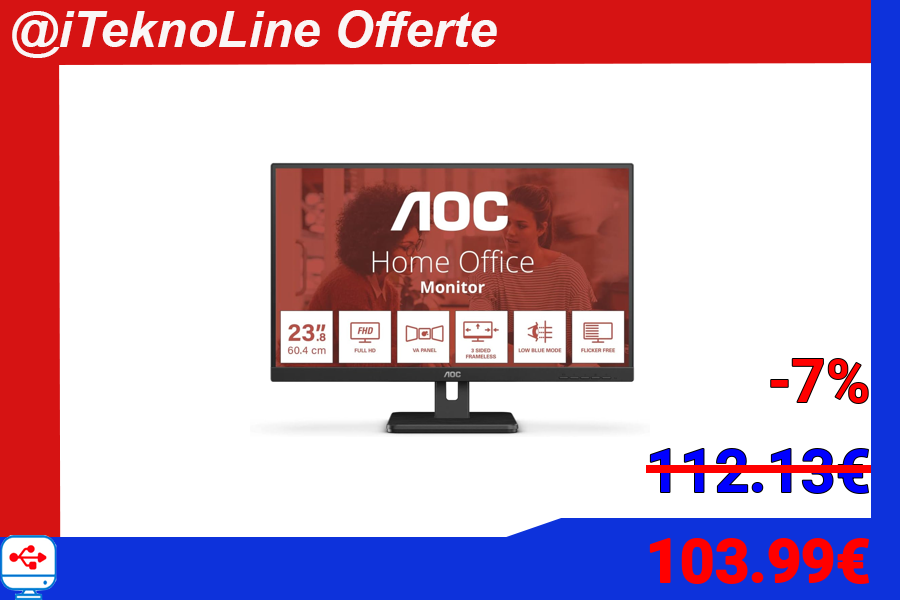 @iTeknoLine Offerte
AOC
Home Office
Monitor
23".8
60.4 cm
FHD
FULL HD
VA PANEL
3 SIDED
FRAMELESS
LOW BLUE MODE
FLICKER FREE
AOC
-7%
112.13€
103.99€